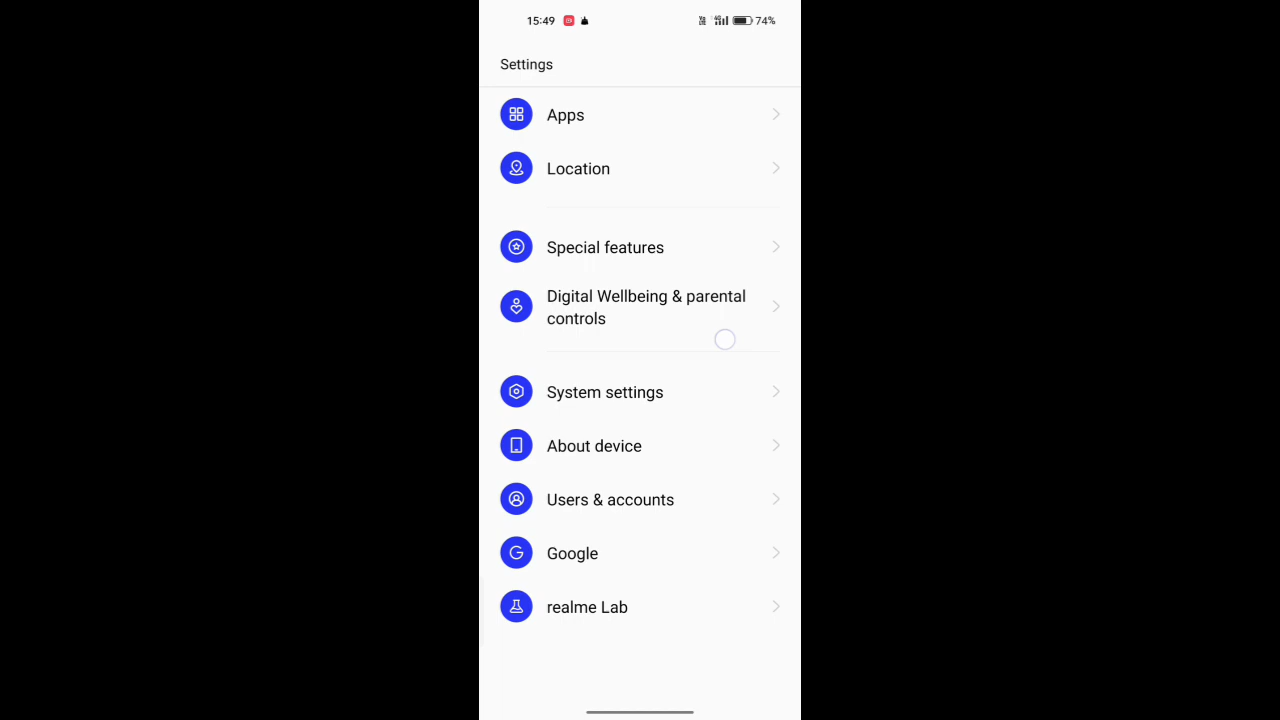 15:49 74%
Settings
Apps
Location
Special features
Digital Wellbeing & parental
controls
System settings
About device
Users & accounts
Google
realme Lab